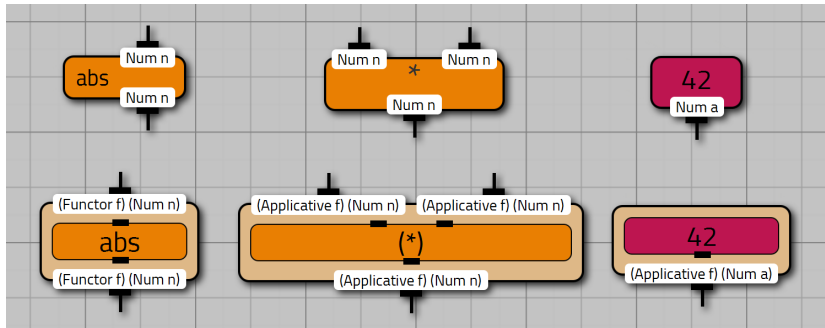 Num n
abs
Num n
Num n
Num n
*
Num n
42
Num a
(Functor f) (Num n)
abs
(Functor f) (Num n)
(Applicative f) (Num n)
(Applicative f) (Num n)
(*)
(Applicative f) (Num n)
42
(Applicative f) (Num a)